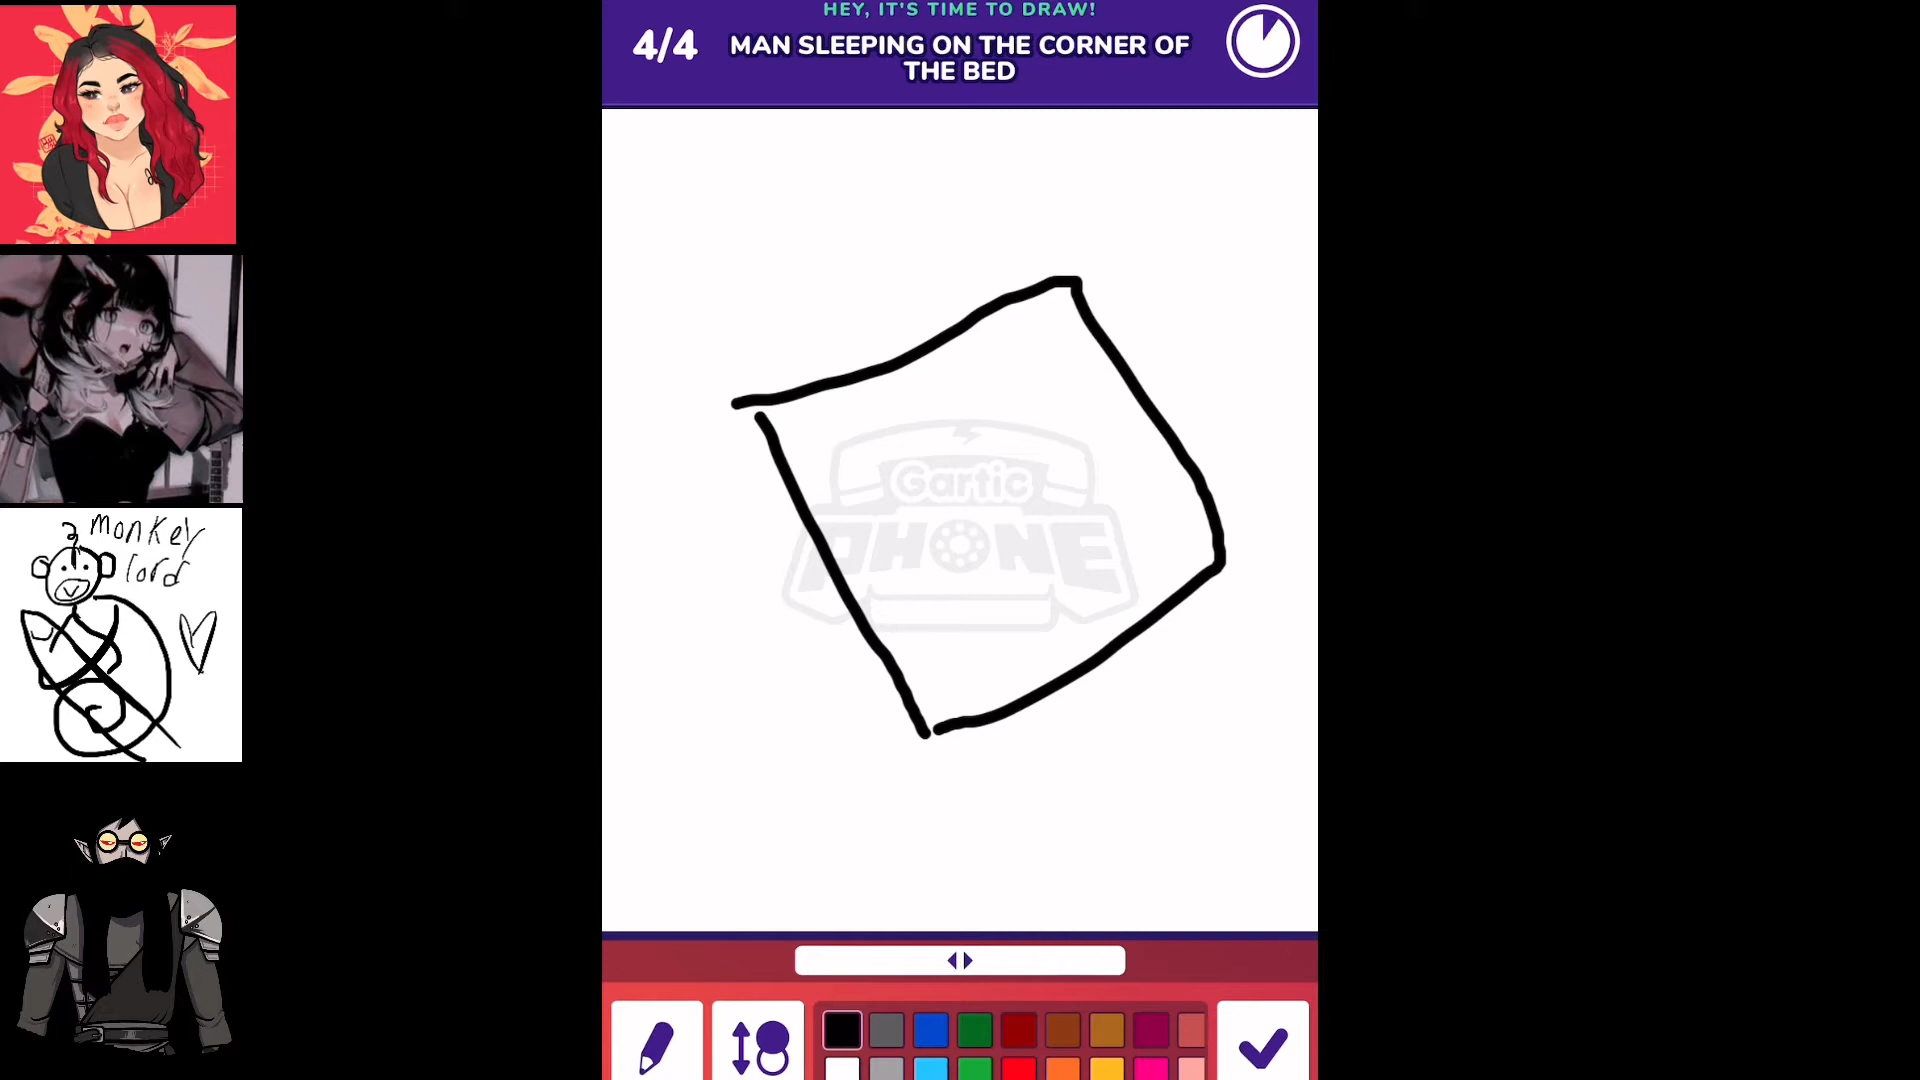 HEY, IT'S TIME TO DRAW!
4/4
MAN SLEEPING ON THE CORNER OF
THE BED
Gartic
PHONE
monkey
lord